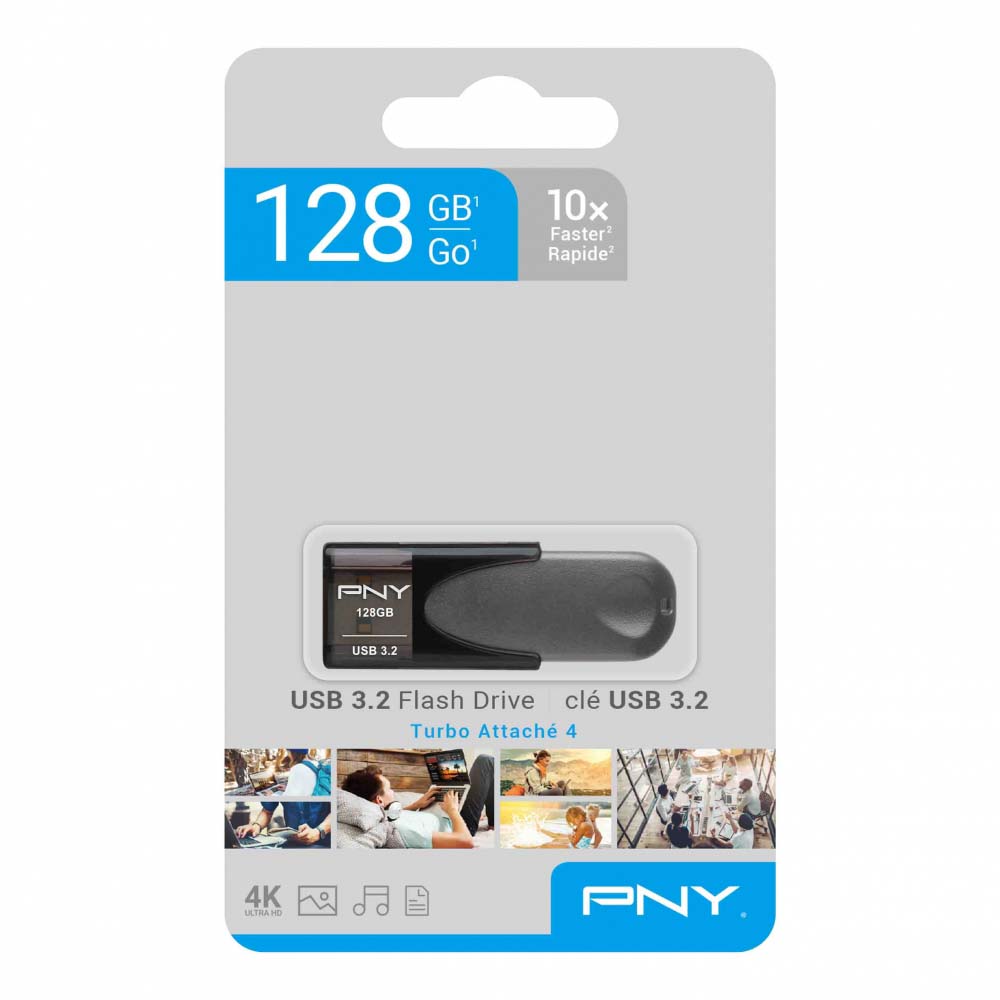 128 GB¹
Go¹
10x
Faster²
Rapide²
PNY
128GB
USB 3.2
USB 3.2 Flash Drive | clé USB 3.2
Turbo Attaché 4
4K
ULTRA HD
PNY®